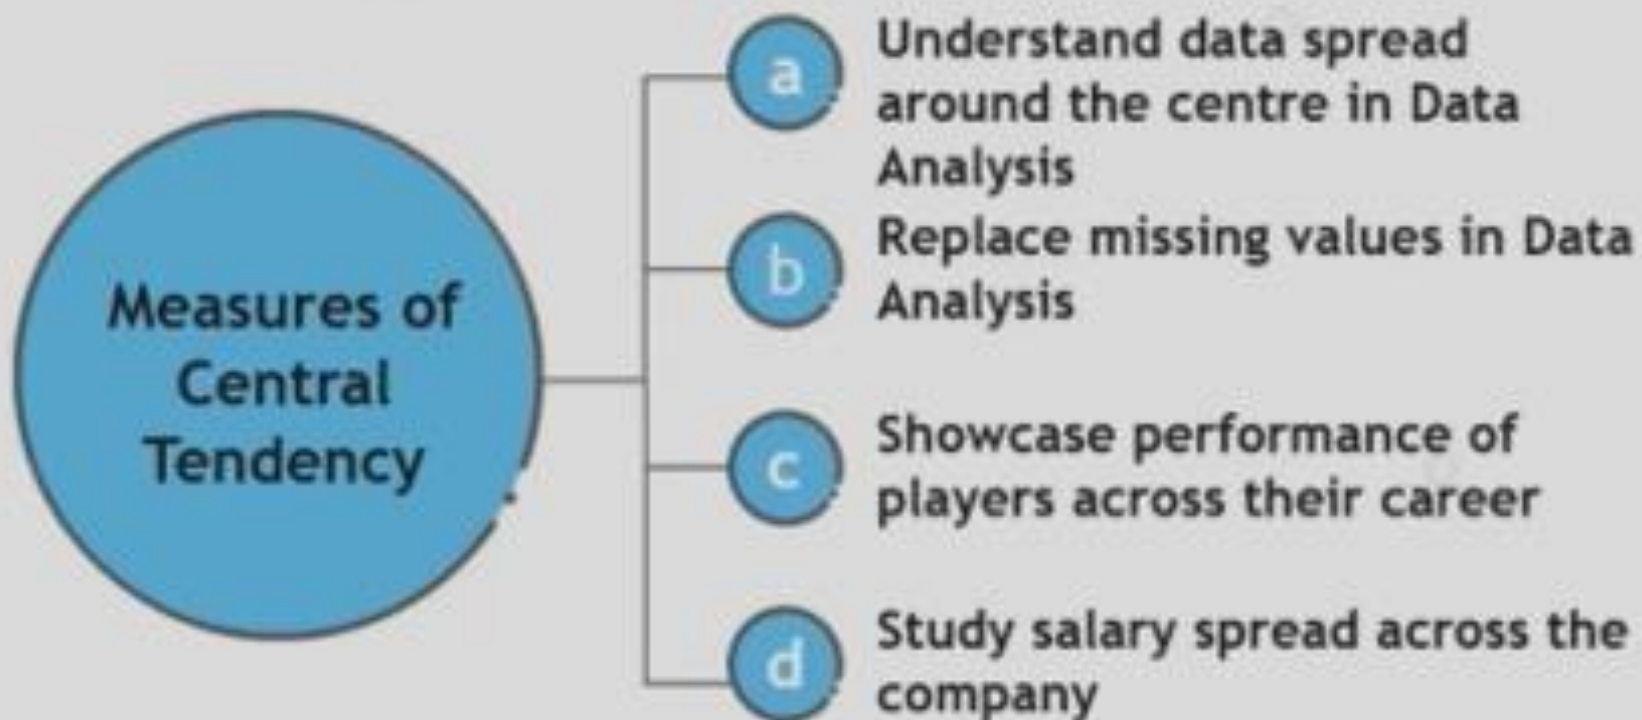 Measures of
Central
Tendency
a
Understand data spread
around the centre in Data
Analysis
b
Replace missing values in Data
Analysis
c
Showcase performance of
players across their career
d
Study salary spread across the
company